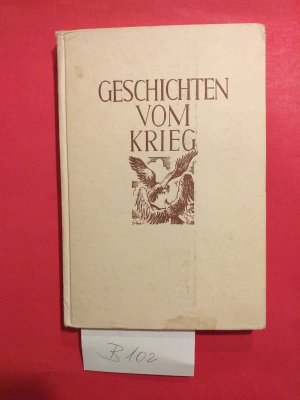 GESCHICHTEN
VOM
KRIEG
B 102